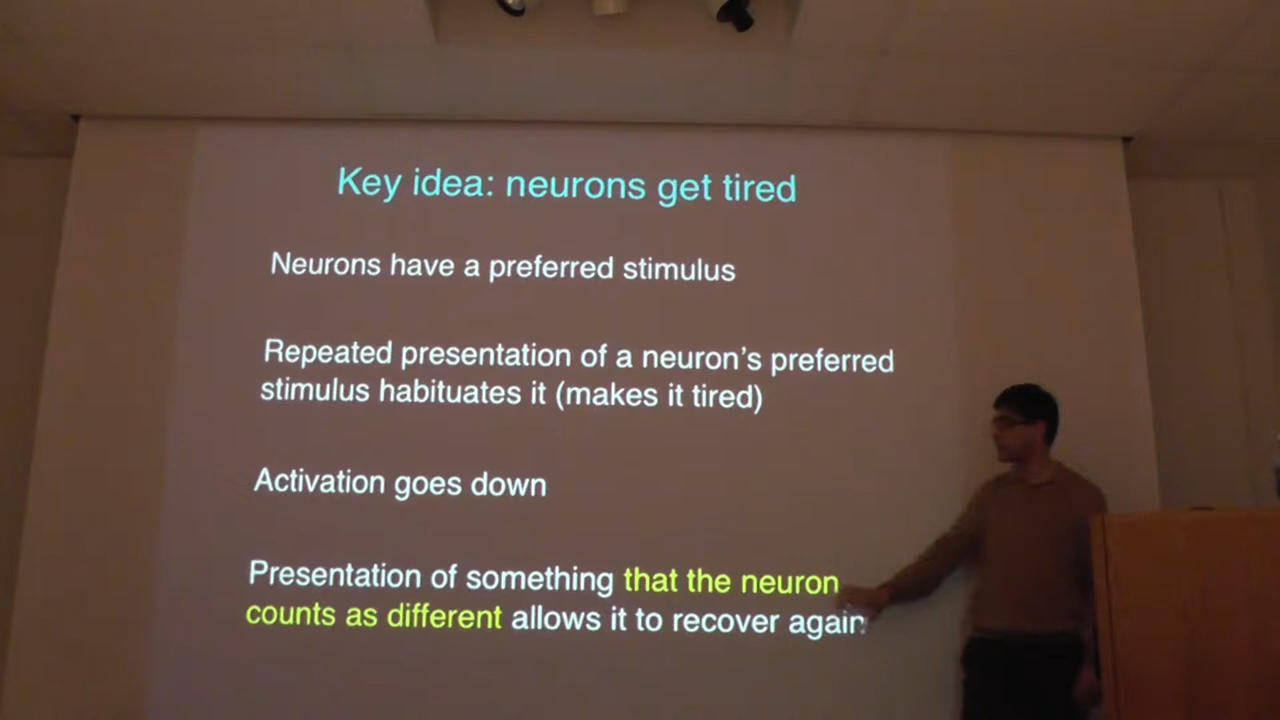 Key idea: neurons get tired
Neurons have a preferred stimulus
Repeated presentation of a neuron's preferred
stimulus habituates it (makes it tired)
Activation goes down
Presentation of something that the neuron
counts as different allows it to recover again